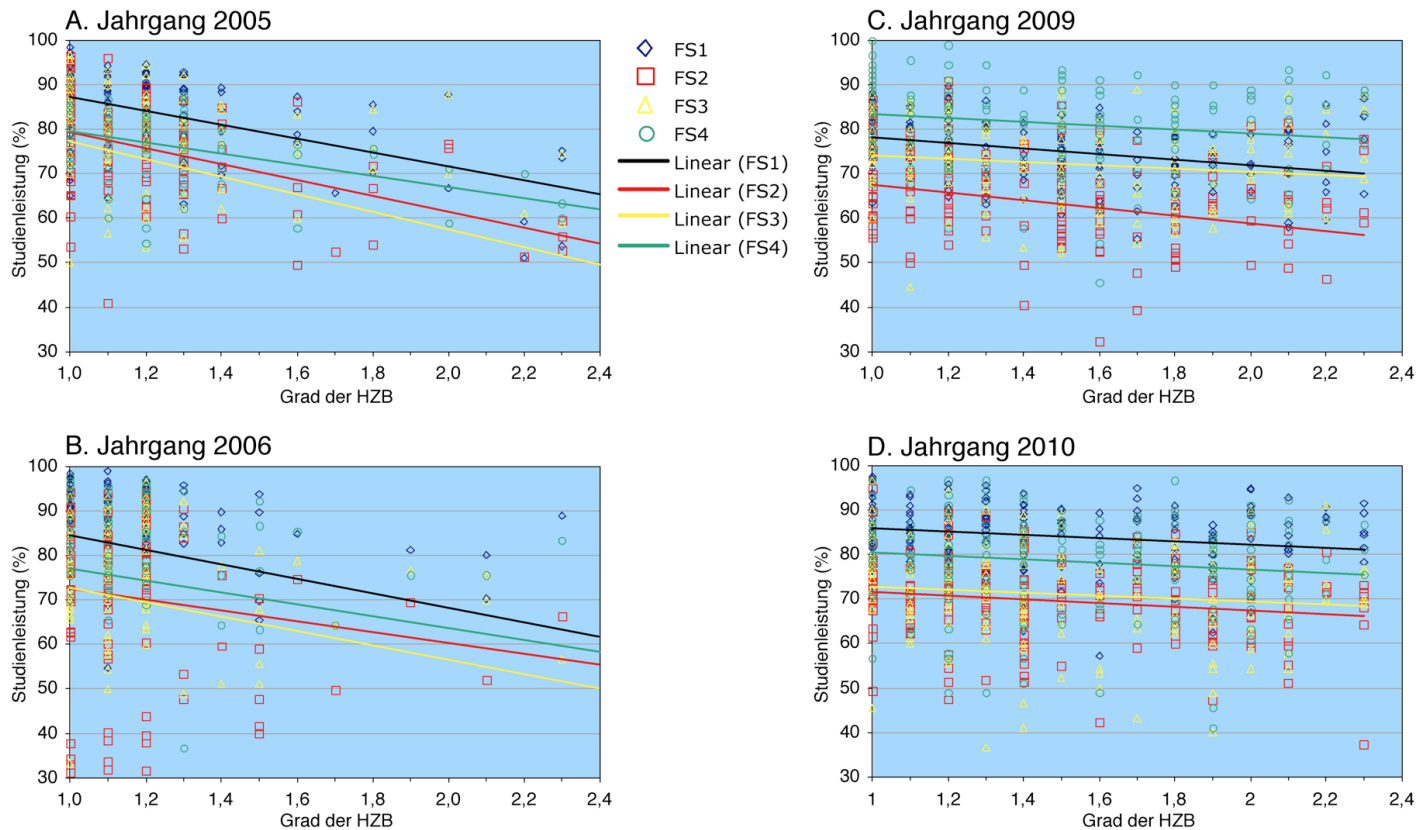 A. Jahrgang 2005
100
90
80
70
60
50
40
30
Studienleistung (%)
1,0 1,2 1,4 1,6 1,8 2,0 2,2 2,4
Grad der HZB
FS1
FS2
FS3
FS4
Linear (FS1)
Linear (FS2)
Linear (FS3)
Linear (FS4)
C. Jahrgang 2009
100
90
80
70
60
50
40
30
Studienleistung (%)
1,0 1,2 1,4 1,6 1,8 2,0 2,2 2,4
Grad der HZB
B. Jahrgang 2006
100
90
80
70
60
50
40
30
Studienleistung (%)
1,0 1,2 1,4 1,6 1,8 2,0 2,2 2,4
Grad der HZB
D. Jahrgang 2010
100
90
80
70
60
50
40
30
Studienleistung (%)
1 1,2 1,4 1,6 1,8 2 2,2 2,4
Grad der HZB